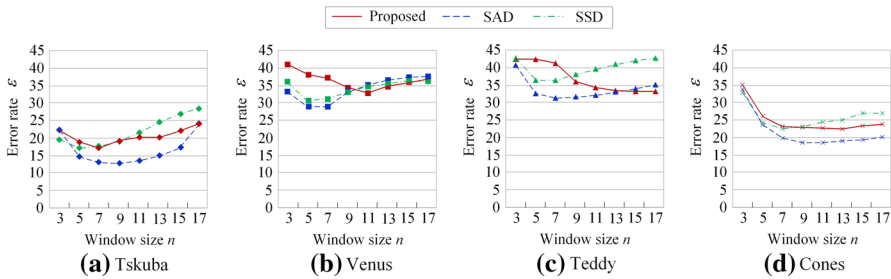 Proposed SAD SSD
Error rate ε
45
40
35
30
25
20
15
10
5
0
3 5 7 9 11 13 15 17
Window size n
(a) Tskuba
Error rate ε
45
40
35
30
25
20
15
10
5
0
3 5 7 9 11 13 15 17
Window size n
(b) Venus
Error rate ε
45
40
35
30
25
20
15
10
5
0
3 5 7 9 11 13 15 17
Window size n
(c) Teddy
Error rate ε
45
40
35
30
25
20
15
10
5
0
3 5 7 9 11 13 15 17
Window size n
(d) Cones